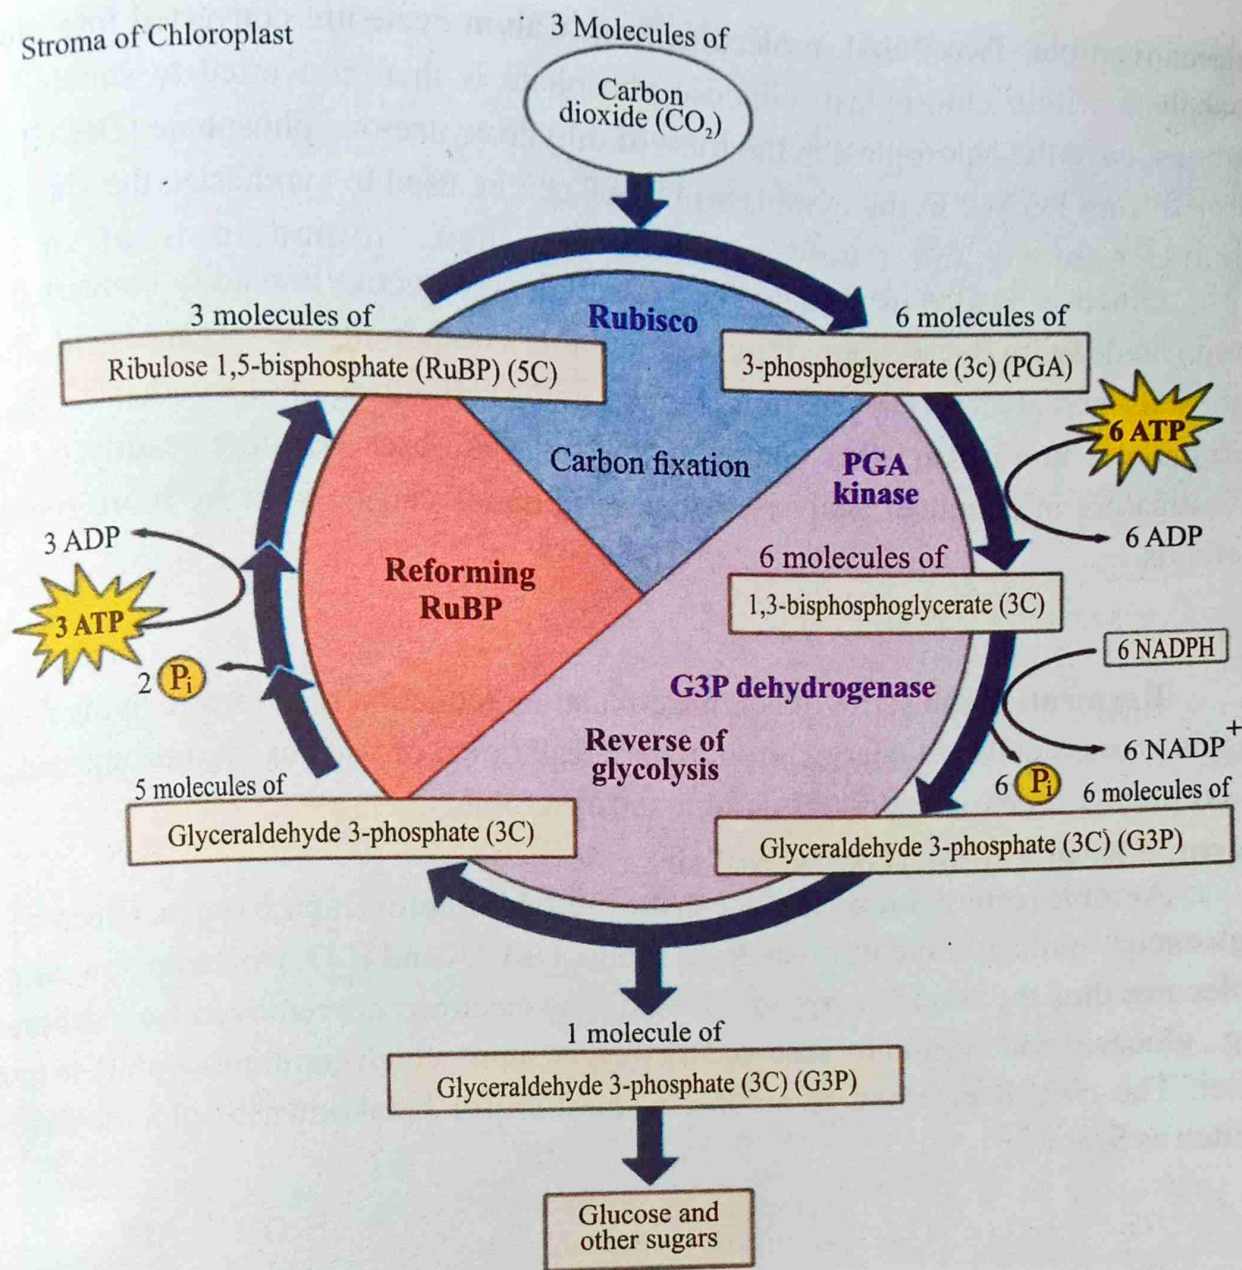 Stroma of Chloroplast
3 Molecules of
Carbon
dioxide (CO₂)
3 molecules of
Ribulose 1,5-bisphosphate (RuBP) (5C)
Rubisco
6 molecules of
3-phosphoglycerate (3c) (PGA)
Carbon fixation
PGA
kinase
6 ATP
6 ADP
6 molecules of
1,3-bisphosphoglycerate (3C)
3 ADP
3 ATP
2 Pi
Reforming
RuBP
6 NADPH
G3P dehydrogenase
Reverse of
glycolysis
6 NADP⁺
6 Pi
6 molecules of
Glyceraldehyde 3-phosphate (3C) (G3P)
5 molecules of
Glyceraldehyde 3-phosphate (3C)
1 molecule of
Glyceraldehyde 3-phosphate (3C) (G3P)
Glucose and
other sugars